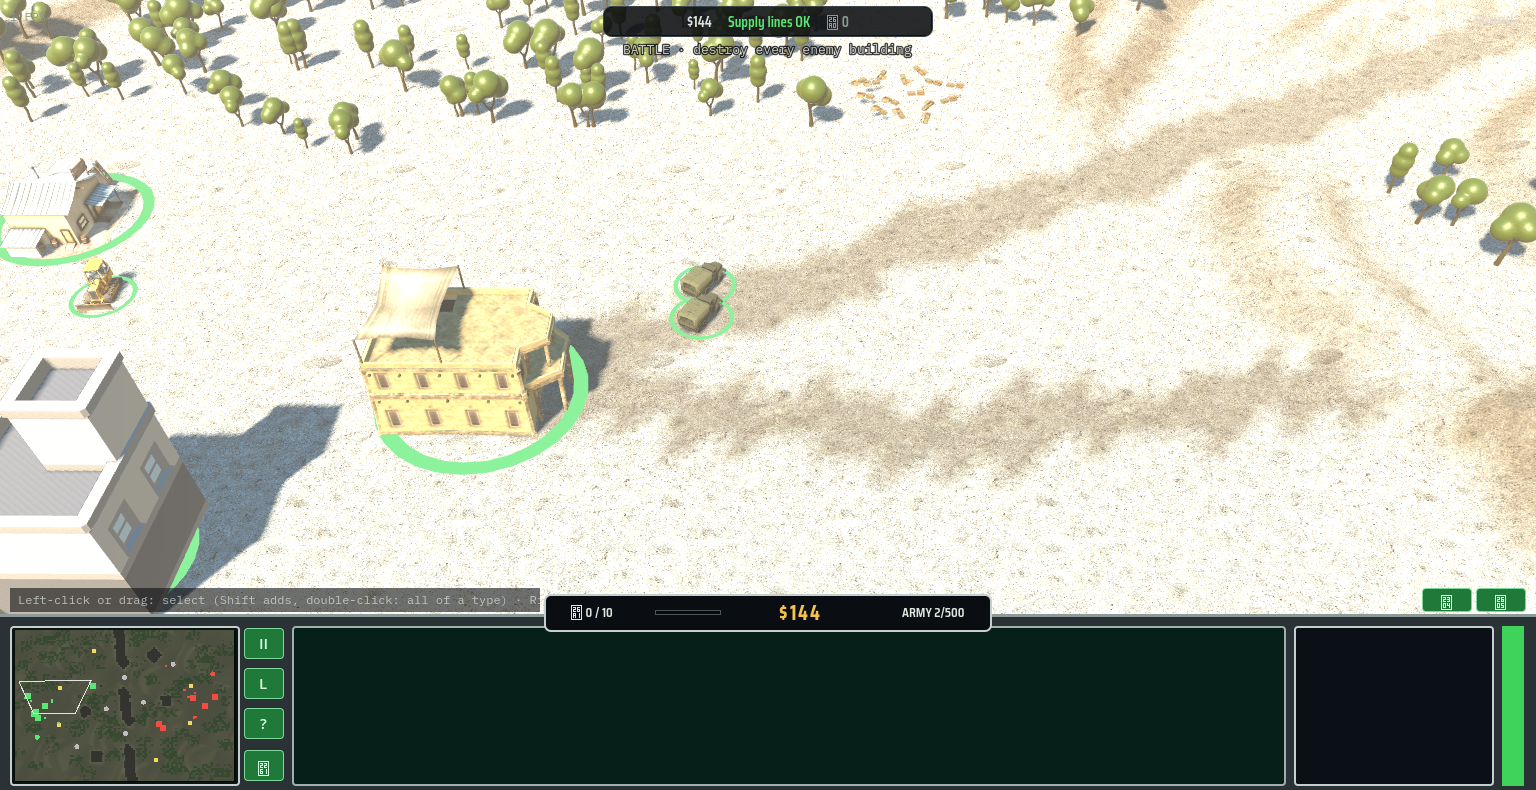 $144 Supply lines OK 0
BATTLE · destroy every enemy building
Left-click or drag: select (Shift adds, double-click: all of a type) · R
0 / 10 $144 ARMY 2/500
II
L
?